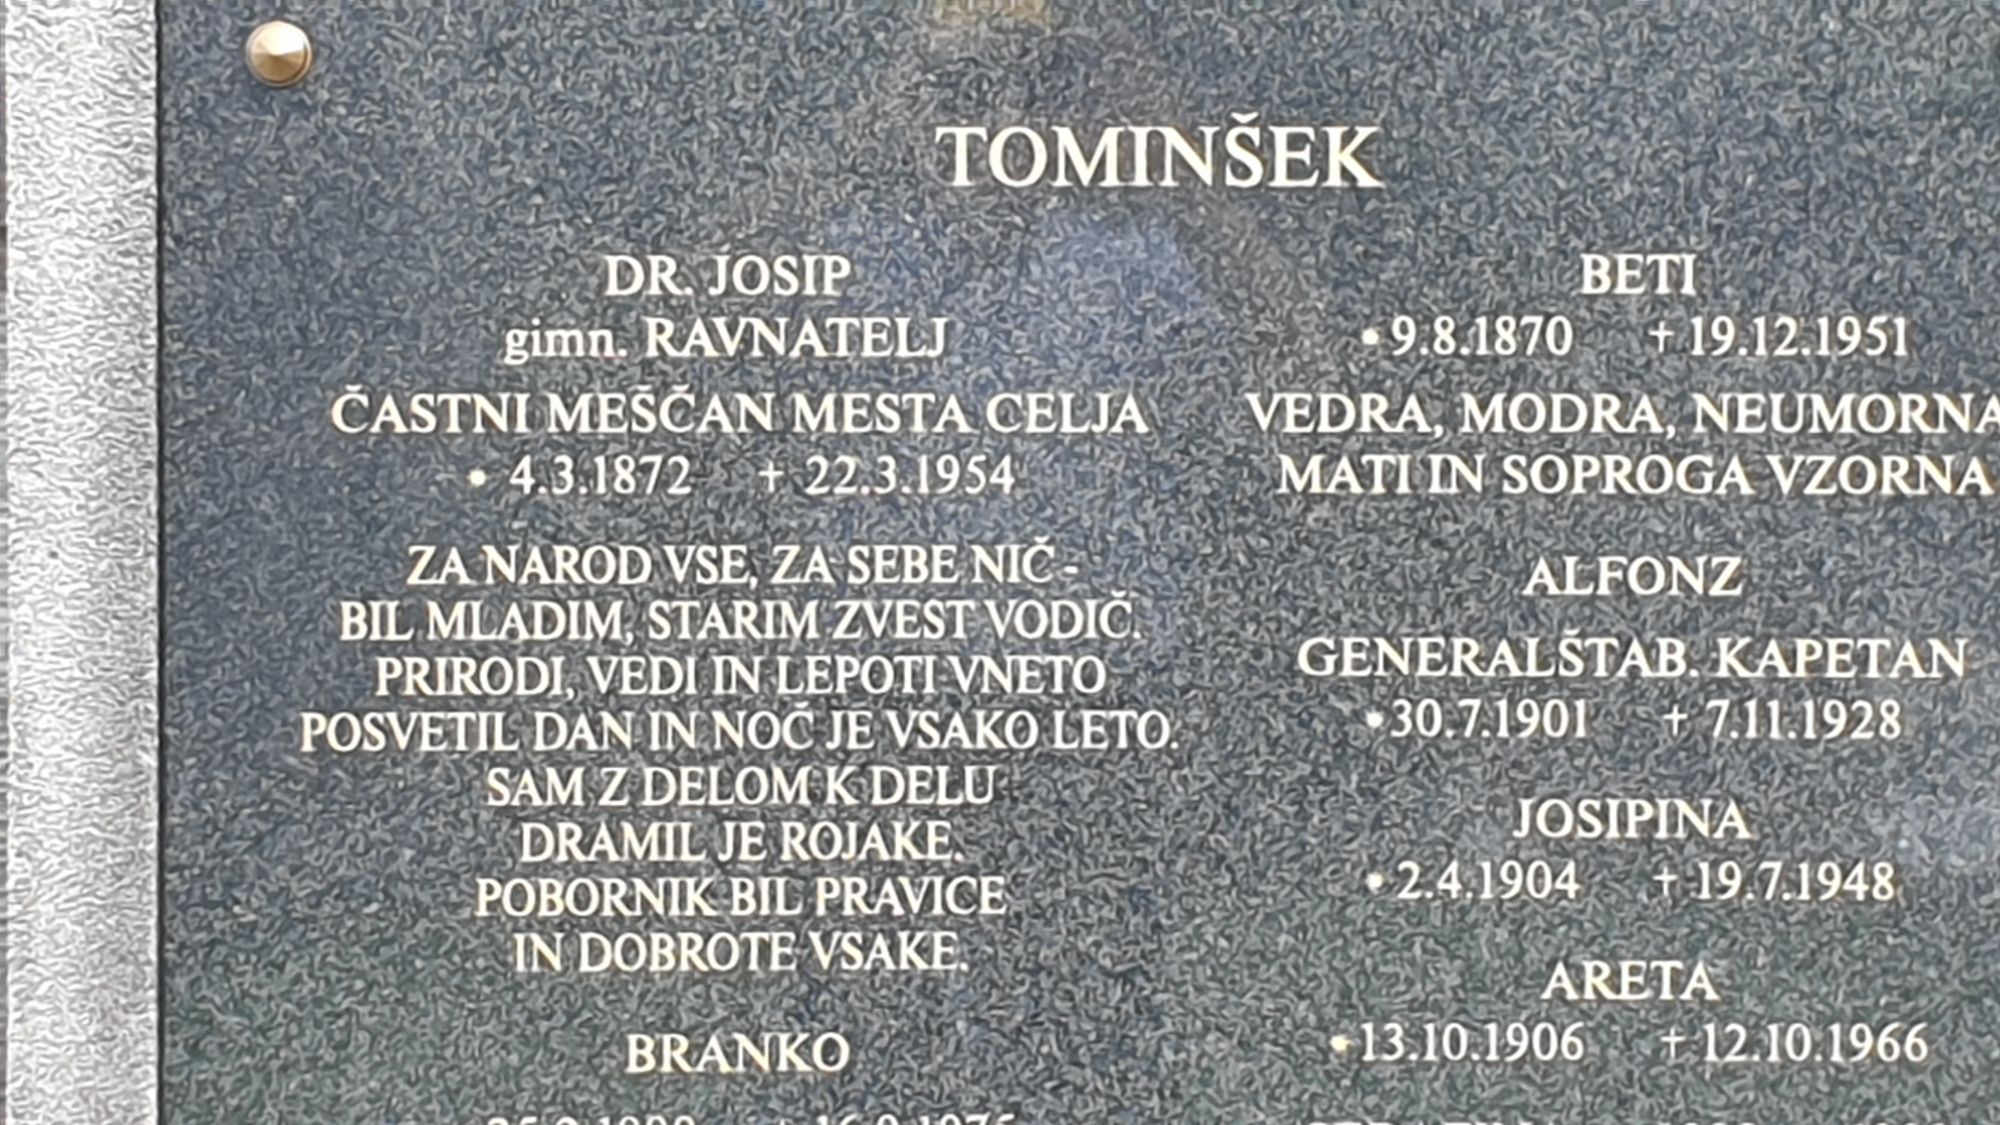 TOMINŠEK
DR. JOSIP
gimn. RAVNATELJ
ČASTNI MEŠČAN MESTA CELJA
• 4.3.1872 + 22.3.1954
ZA NAROD VSE, ZA SEBE NIČ -
BIL MLADIM, STARIM ZVEST VODIČ.
PRIRODI, VEDI IN LEPOTI VNETO
POSVETIL DAN IN NOČ JE VSAKO LETO.
SAM Z DELOM K DELU
DRAMIL JE ROJAKE.
POBORNIK BIL PRAVICE
IN DOBROTE VSAKE.
BRANKO
BETI
• 9.8.1870 + 19.12.1951
VEDRA, MODRA, NEUMORNA
MATI IN SOPROGA VZORNA
ALFONZ
GENERALŠTAB. KAPETAN
• 30.7.1901 + 7.11.1928
JOSIPINA
• 2.4.1904 + 19.7.1948
ARETA
• 13.10.1906 + 12.10.1966